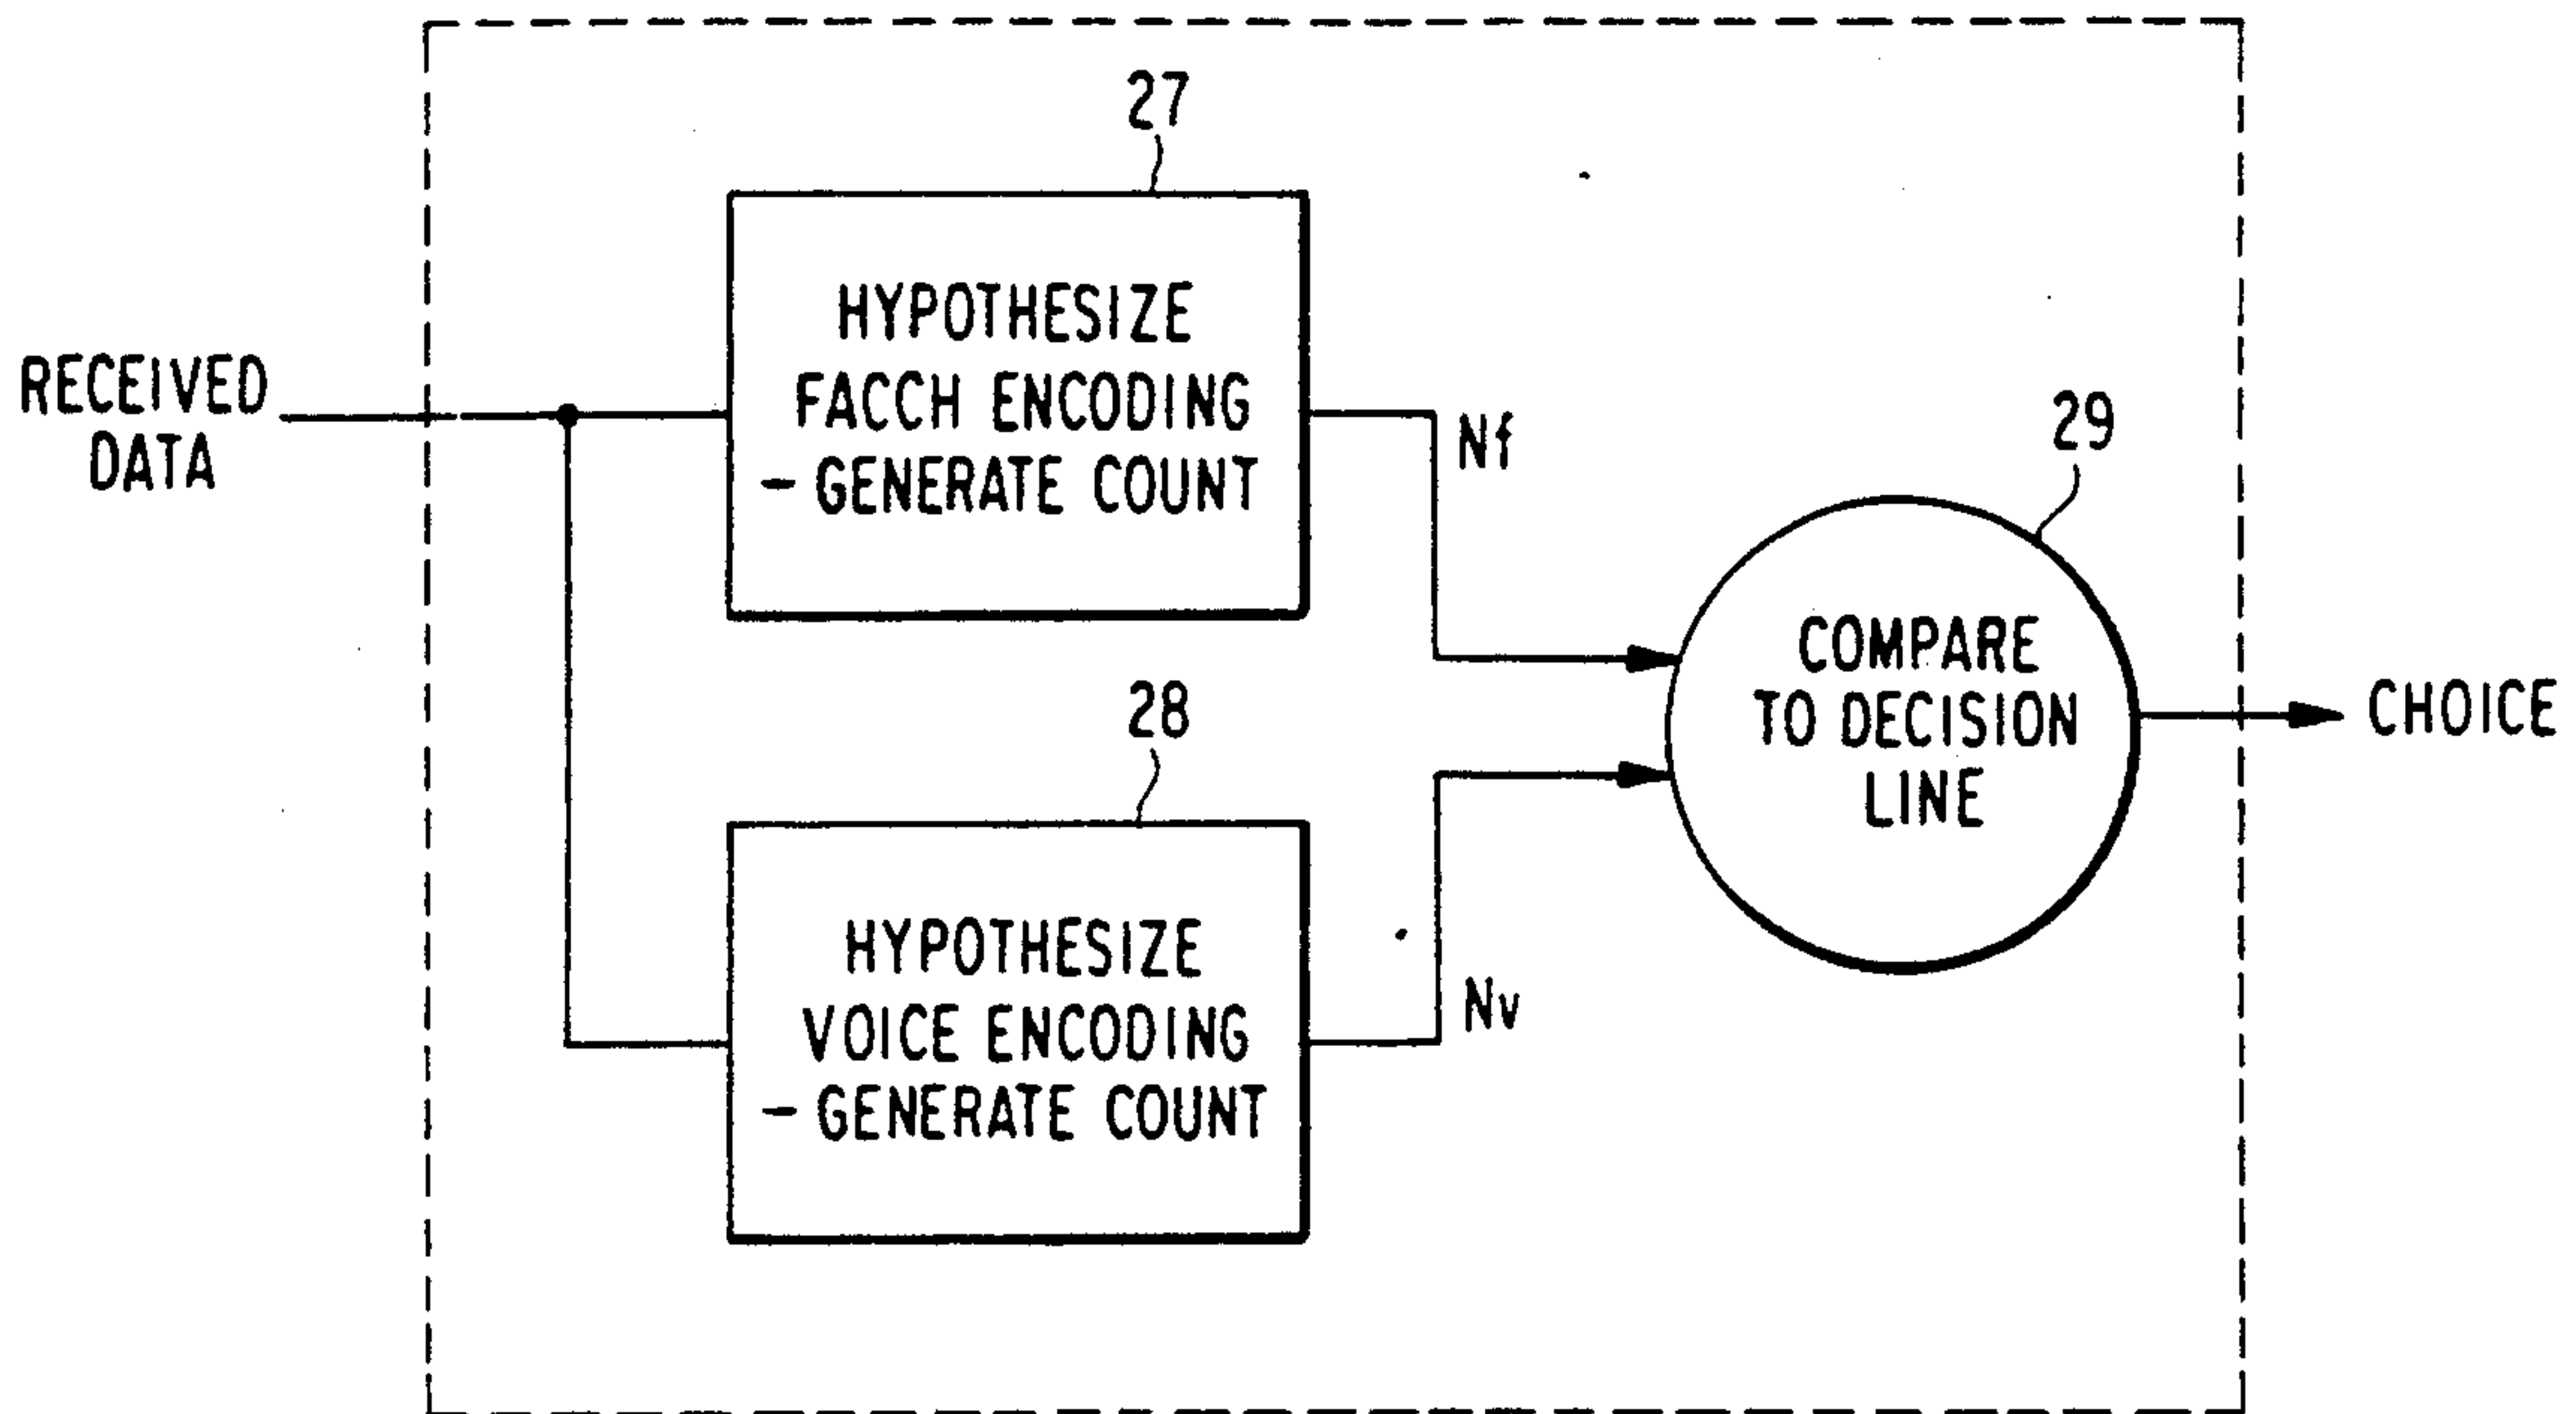 27
HYPOTHESIZE
FACCH ENCODING
- GENERATE COUNT
RECEIVED
DATA
Nf
29
COMPARE
TO DECISION
LINE
CHOICE
28
HYPOTHESIZE
VOICE ENCODING
- GENERATE COUNT
Nv